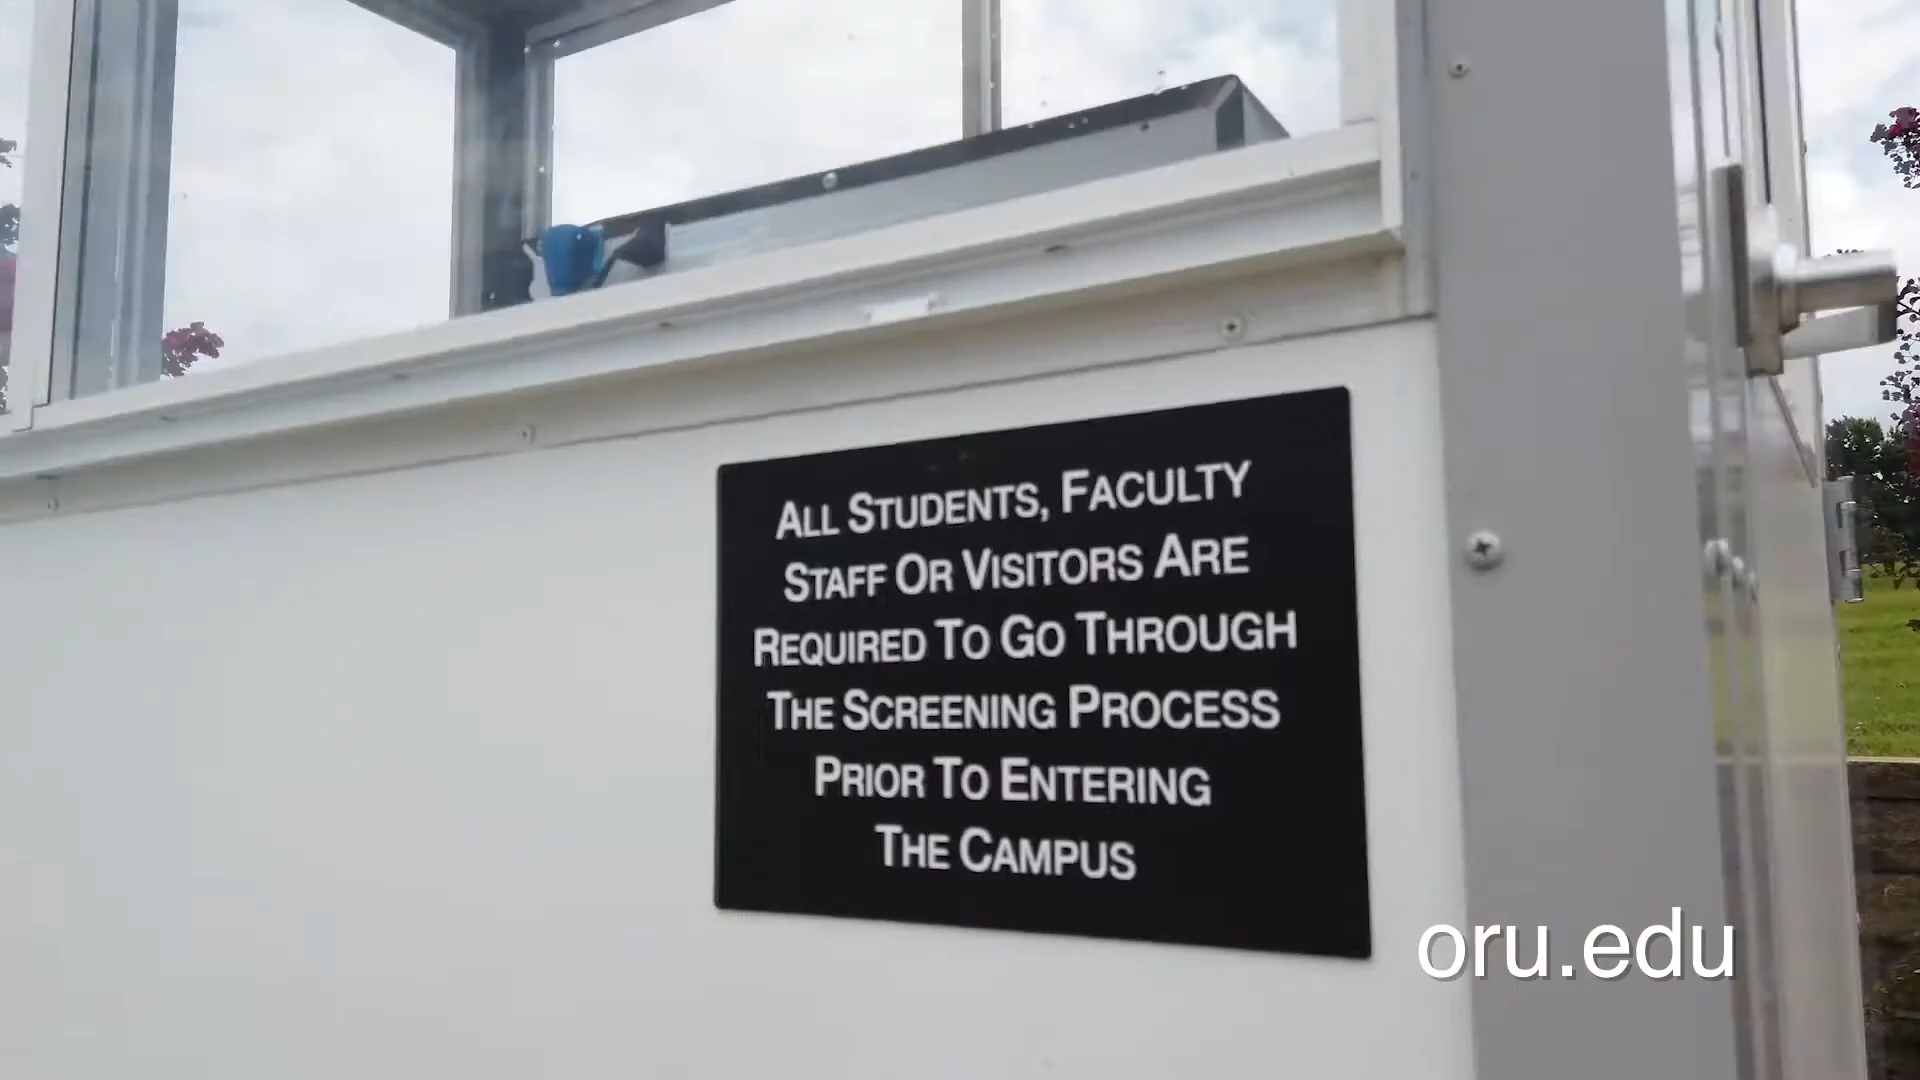 ALL STUDENTS, FACULTY
STAFF OR VISITORS ARE
REQUIRED TO GO THROUGH
THE SCREENING PROCESS
PRIOR TO ENTERING
THE CAMPUS
oru.edu